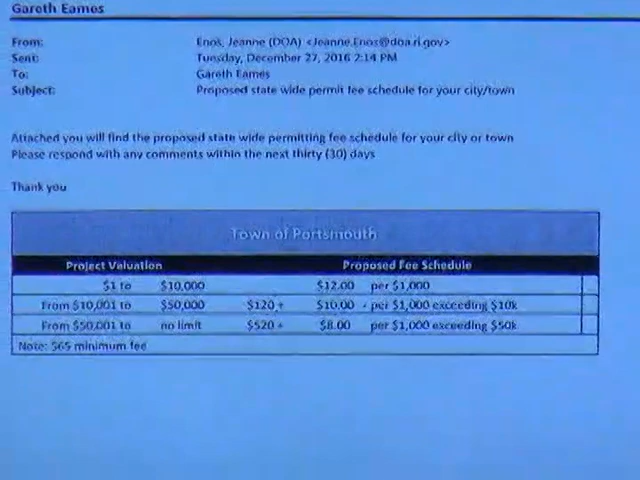 Gareth Eames
From: Enos, Jeanne (DOA) <Jeanne.Enos@doa.ri.gov>
Sent: Tuesday, December 27, 2016 2:14 PM
To: Gareth Eames
Subject: Proposed state wide permit fee schedule for your city/town
Attached you will find the proposed state wide permitting fee schedule for your city or town
Please respond with any comments within the next thirty (30) days
Thank you
Town of Portsmouth
Project Valuation Proposed Fee Schedule
$1 to $10,000 $12.00 per $1,000
From $10,001 to $50,000 $120 + $10.00 - per $1,000 exceeding $10k
From $50,001 to no limit $520 + $8.00 per $1,000 exceeding $50k
Note: $65 minimum fee